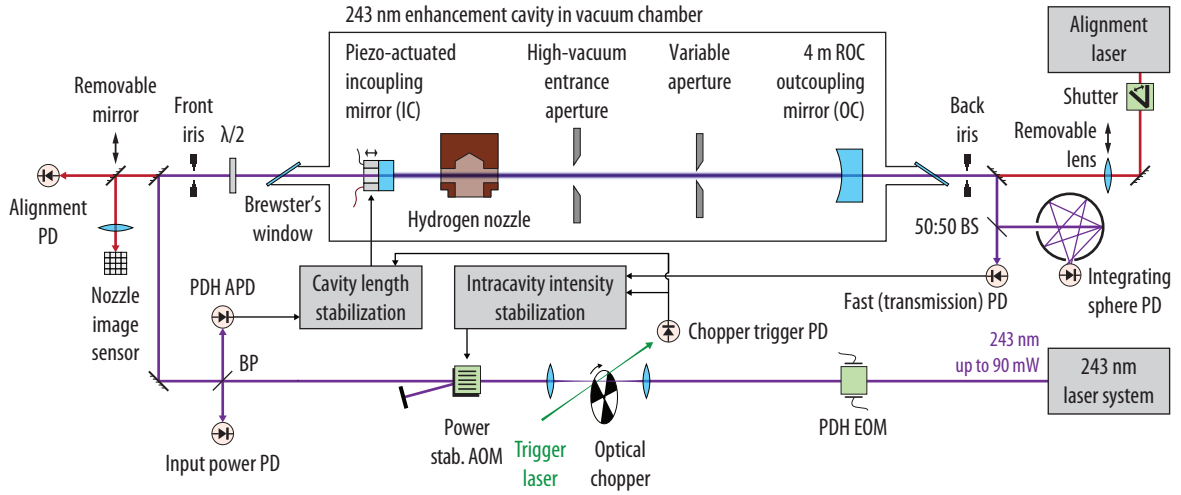 243 nm enhancement cavity in vacuum chamber
Piezo-actuated
incoupling
mirror (IC)
High-vacuum
entrance
aperture
Variable
aperture
4 m ROC
outcoupling
mirror (OC)
Alignment
laser
Shutter
Removable
mirror
Front
iris
λ/2
Back
iris
Removable
lens
Alignment
PD
Brewster's
window
Hydrogen nozzle
50:50 BS
Nozzle
image
sensor
PDH APD
Cavity length
stabilization
Intracavity intensity
stabilization
Fast (transmission) PD
Integrating
sphere PD
Chopper trigger PD
BP
243 nm
up to 90 mW
243 nm
laser system
Input power PD
Power
stab. AOM
Trigger
laser
Optical
chopper
PDH EOM